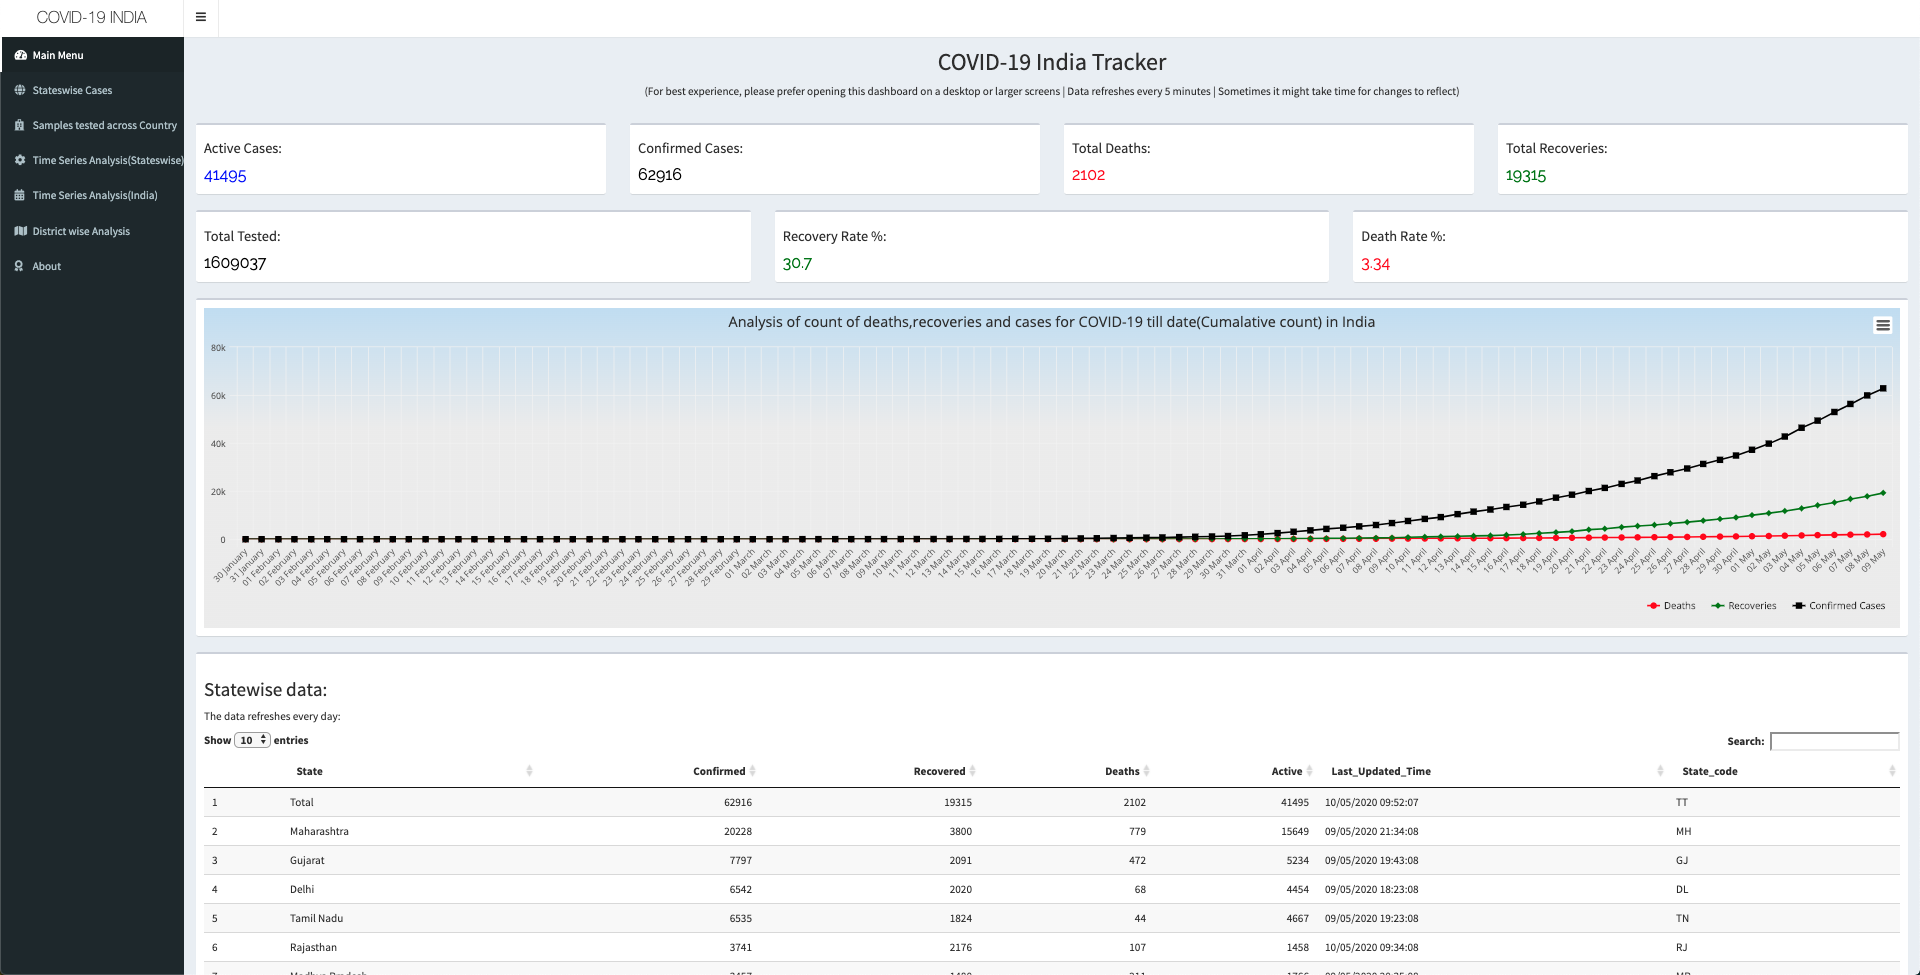 COVID-19 INDIA
Main Menu
Stateswise Cases
Samples tested across Country
Time Series Analysis(Stateswise)
Time Series Analysis(India)
District wise Analysis
About
COVID-19 India Tracker
(For best experience, please prefer opening this dashboard on a desktop or larger screens | Data refreshes every 5 minutes | Sometimes it might take time for changes to reflect)
Active Cases:
41495
Confirmed Cases:
62916
Total Deaths:
2102
Total Recoveries:
19315
Total Tested:
1609037
Recovery Rate %:
30.7
Death Rate %:
3.34
Analysis of count of deaths,recoveries and cases for COVID-19 till date(Cumalative count) in India
80k
60k
40k
20k
0
30 January
31 January
01 February
02 February
03 February
04 February
05 February
06 February
07 February
08 February
09 February
10 February
11 February
12 February
13 February
14 February
15 February
16 February
17 February
18 February
19 February
20 February
21 February
22 February
23 February
24 February
25 February
26 February
27 February
28 February
29 February
01 March
02 March
03 March
04 March
05 March
06 March
07 March
08 March
09 March
10 March
11 March
12 March
13 March
14 March
15 March
16 March
17 March
18 March
19 March
20 March
21 March
22 March
23 March
24 March
25 March
26 March
27 March
28 March
29 March
30 March
31 March
01 April
02 April
03 April
04 April
05 April
06 April
07 April
08 April
09 April
10 April
11 April
12 April
13 April
14 April
15 April
16 April
17 April
18 April
19 April
20 April
21 April
22 April
23 April
24 April
25 April
26 April
27 April
28 April
29 April
30 April
01 May
02 May
03 May
04 May
05 May
06 May
07 May
08 May
09 May
Deaths Recoveries Confirmed Cases
Statewise data:
The data refreshes every day:
Show 10 entries
Search:
State Confirmed Recovered Deaths Active Last_Updated_Time State_code
1 Total 62916 19315 2102 41495 10/05/2020 09:52:07 TT
2 Maharashtra 20228 3800 779 15649 09/05/2020 21:34:08 MH
3 Gujarat 7797 2091 472 5234 09/05/2020 19:43:08 GJ
4 Delhi 6542 2020 68 4454 09/05/2020 18:23:08 DL
5 Tamil Nadu 6535 1824 44 4667 09/05/2020 19:23:08 TN
6 Rajasthan 3741 2176 107 1458 10/05/2020 09:34:08 RJ